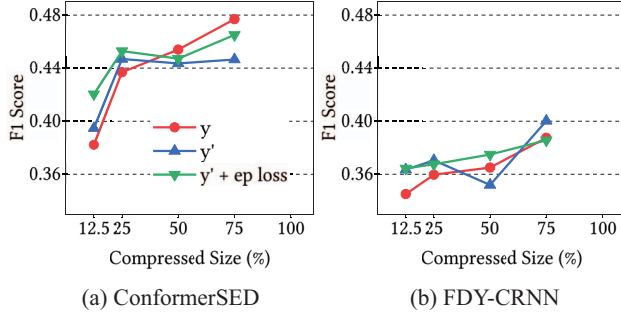 0.48
0.44
0.40
0.36
F1 Score
y
y'
y' + ep loss
12.5 25 50 75 100
Compressed Size (%)
(a) ConformerSED
0.48
0.44
0.40
0.36
F1 Score
12.5 25 50 75 100
Compressed Size (%)
(b) FDY-CRNN